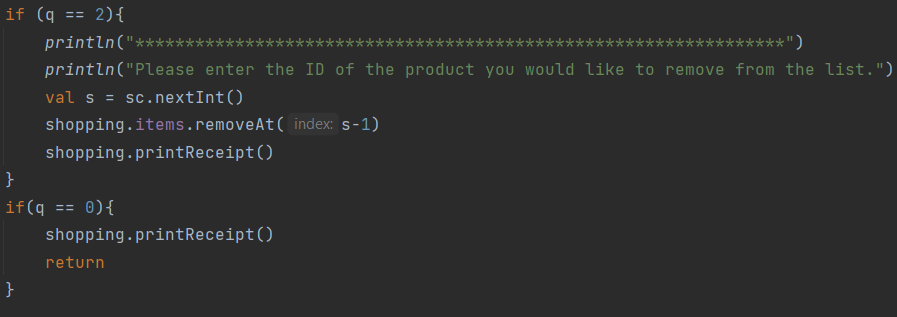 if (q == 2){
println("*****************************************************************")
println("Please enter the ID of the product you would like to remove from the list.")
val s = sc.nextInt()
shopping.items.removeAt( index: s-1)
shopping.printReceipt()
}
if(q == 0){
shopping.printReceipt()
return
}